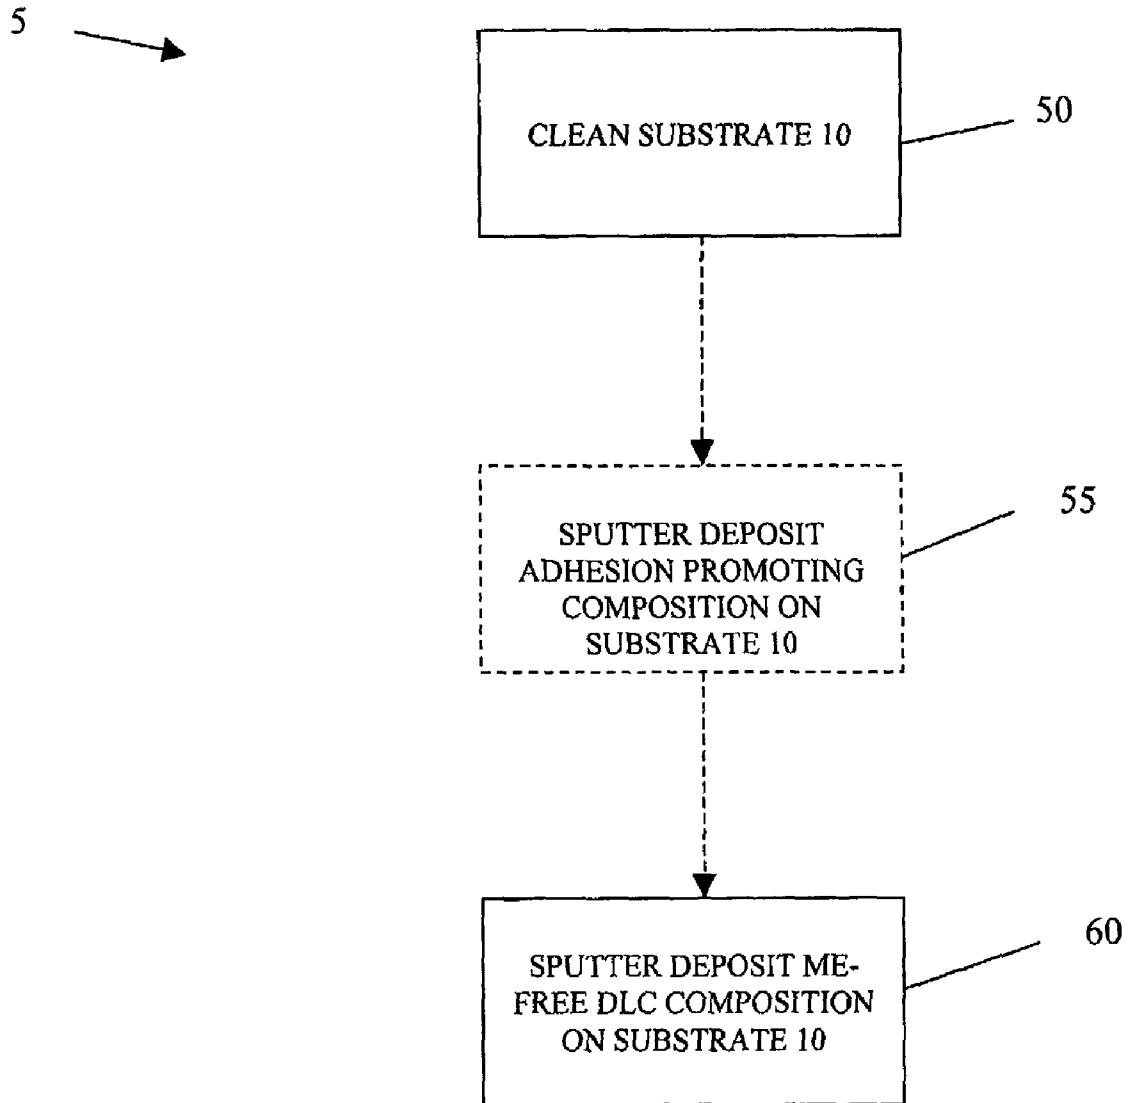 5
CLEAN SUBSTRATE 10
50
SPUTTER DEPOSIT
ADHESION PROMOTING
COMPOSITION ON
SUBSTRATE 10
55
SPUTTER DEPOSIT ME-
FREE DLC COMPOSITION
ON SUBSTRATE 10
60